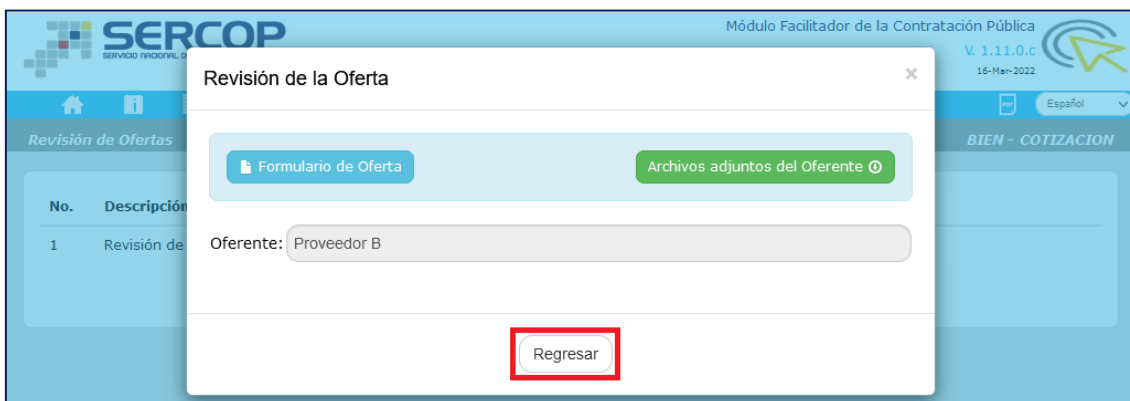 SERCOP
SERVICIO NACIONAL D
Módulo Facilitador de la Contratación Pública
V. 1.11.0.c
16-Mar-2022
Revisión de la Oferta
×
PDF
Español
Revisión de Ofertas
BIEN - COTIZACION
Formulario de Oferta
Archivos adjuntos del Oferente
No. Descripción
1 Revisión de
Oferente: Proveedor B
Regresar